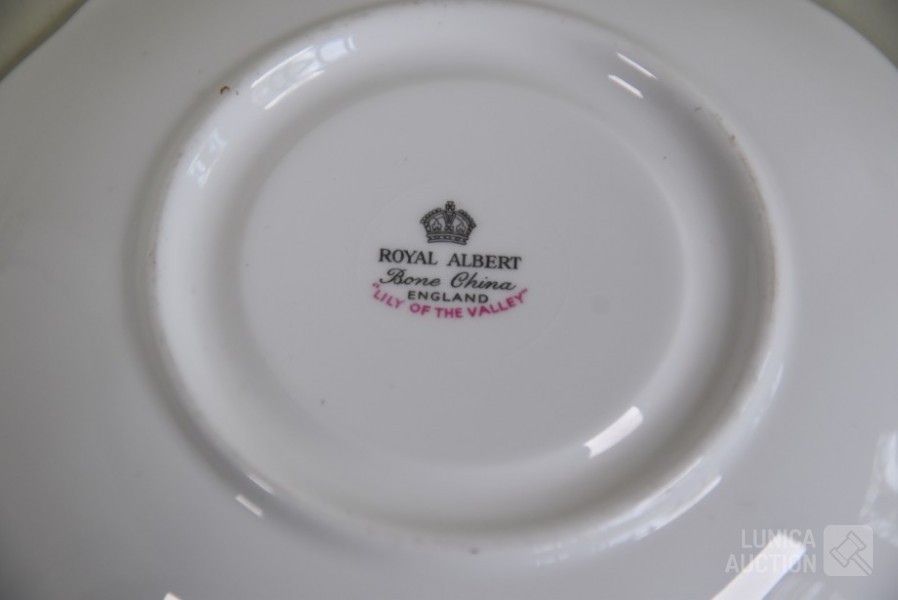 ROYAL ALBERT
Bone China
ENGLAND
"LILY OF THE VALLEY"
LUNICA
AUCTION